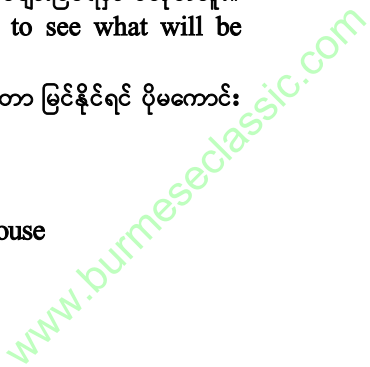 to see what will be
တာ မြင်နိုင်ရင် ပိုမကောင်း
ouse
www.burmeseclassic.com